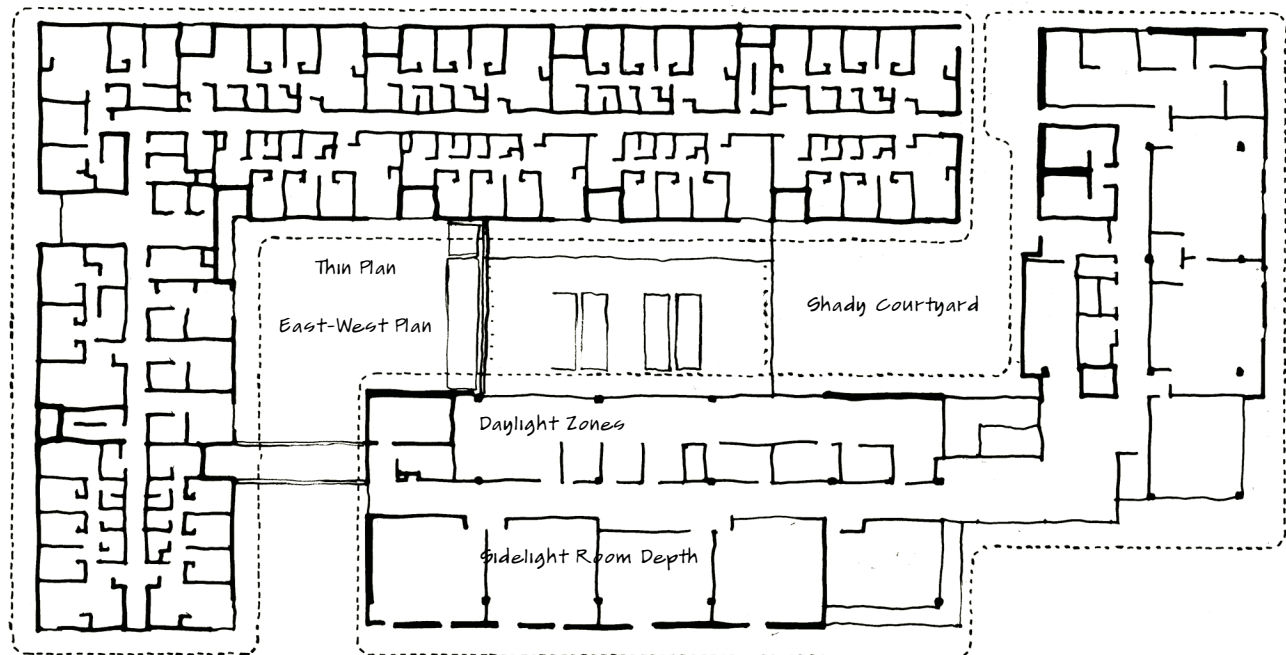 Thin Plan
East-West Plan
Shady Courtyard
Daylight Zones
Sidelight Room Depth